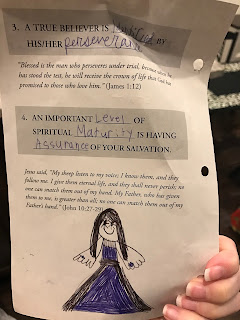 3. A TRUE BELIEVER IS BY
HIS/HER perseveran
"Blessed is the man who perseveres under trial, because when he
has stood the test, he will receive the crown of life that God has
promised to those who love him." (James 1:12)
4. AN IMPORTANT Level OF
SPIRITUAL Maturity IS HAVING
Assurance OF YOUR SALVATION.
Jesus said, "My sheep listen to my voice; I know them, and they
follow me. I give them eternal life, and they shall never perish; no
one can snatch them out of my hand. My Father, who has given
them to me, is greater than all; no one can snatch them out of my
Father's hand." (John 10:27-29)